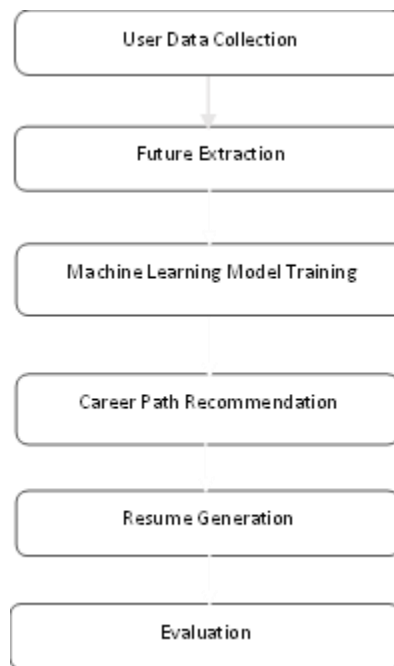 User Data Collection
Future Extraction
Machine Learning Model Training
Career Path Recommendation
Resume Generation
Evaluation